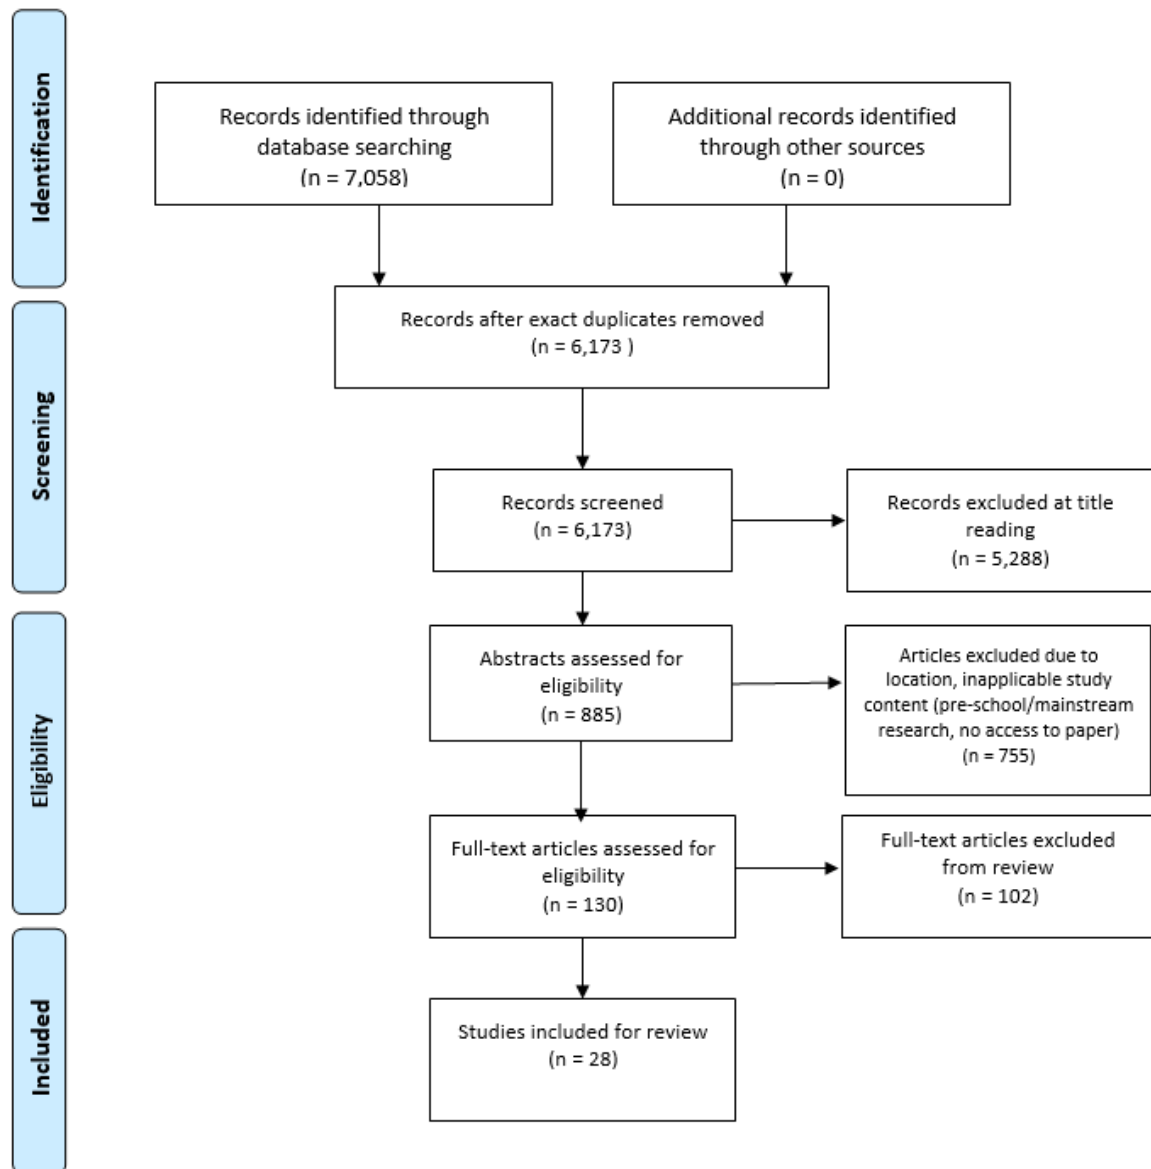 Identification
Records identified through
database searching
(n = 7,058)
Additional records identified
through other sources
(n = 0)
Screening
Records after exact duplicates removed
(n = 6,173 )
Records screened
(n = 6,173)
Records excluded at title
reading
(n = 5,288)
Eligibility
Abstracts assessed for
eligibility
(n = 885)
Articles excluded due to
location, inapplicable study
content (pre-school/mainstream
research, no access to paper)
(n = 755)
Full-text articles assessed for
eligibility
(n = 130)
Full-text articles excluded
from review
(n = 102)
Included
Studies included for review
(n = 28)